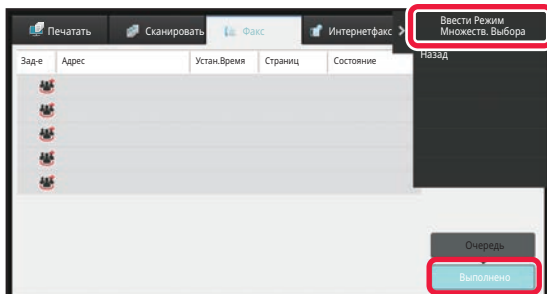 Печатать
Сканировать
Факс
Интернетфакс
Ввести Режим
Множеств. Выбора
Назад
Зад-е
Адрес
Устан.Время
Страниц
Состояние
Очередь
Выполнено